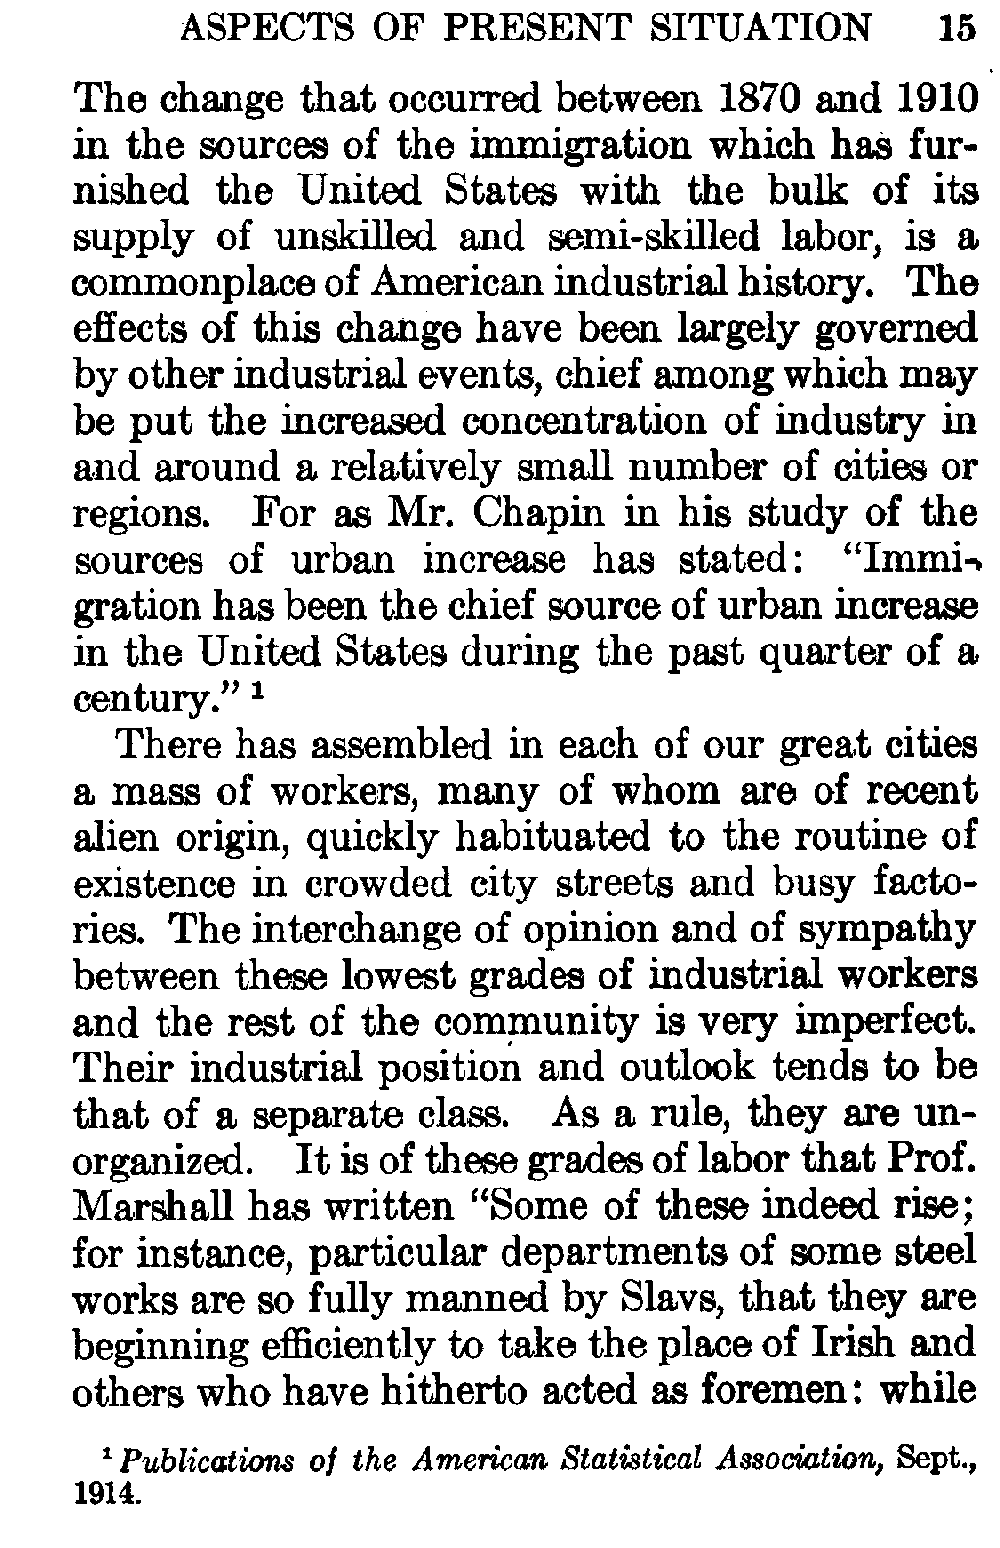 ASPECTS OF PRESENT SITUATION 15
The change that occurred between 1870 and 1910
in the sources of the immigration which has fur-
nished the United States with the bulk of its
supply of unskilled and semi-skilled labor, is a
commonplace of American industrial history. The
effects of this change have been largely governed
by other industrial events, chief among which may
be put the increased concentration of industry in
and around a relatively small number of cities or
regions. For as Mr. Chapin in his study of the
sources of urban increase has stated: “Immi-
gration has been the chief source of urban increase
in the United States during the past quarter of a
century.” ¹
There has assembled in each of our great cities
a mass of workers, many of whom are of recent
alien origin, quickly habituated to the routine of
existence in crowded city streets and busy facto-
ries. The interchange of opinion and of sympathy
between these lowest grades of industrial workers
and the rest of the community is very imperfect.
Their industrial position and outlook tends to be
that of a separate class. As a rule, they are un-
organized. It is of these grades of labor that Prof.
Marshall has written “Some of these indeed rise;
for instance, particular departments of some steel
works are so fully manned by Slavs, that they are
beginning efficiently to take the place of Irish and
others who have hitherto acted as foremen: while
¹ Publications of the American Statistical Association, Sept.,
1914.